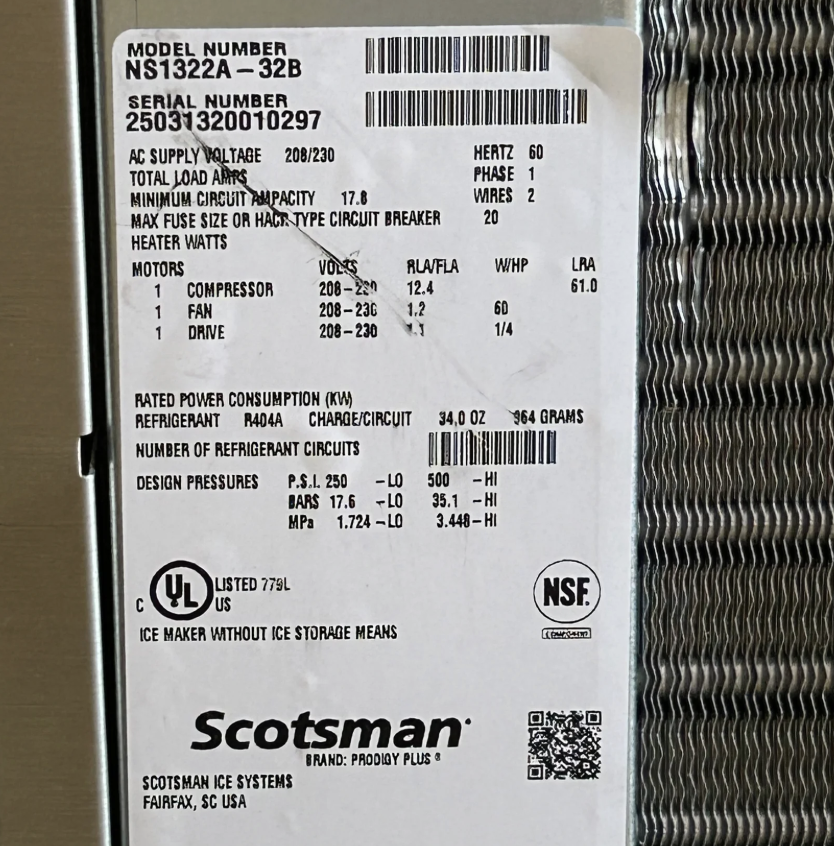 MODEL NUMBER
NS1322A-32B
SERIAL NUMBER
25031320010297
AC SUPPLY VOLTAGE 208/230 HERTZ 60
TOTAL LOAD AMPS PHASE 1
MINIMUM CIRCUIT AMPACITY 17.8 WIRES 2
MAX FUSE SIZE OR HACR TYPE CIRCUIT BREAKER 20
HEATER WATTS
MOTORS VOLTS RLA/FLA W/HP LRA
1 COMPRESSOR 208-230 12.4 61.0
1 FAN 208-230 1.2 60
1 DRIVE 208-230 1.1 1/4
RATED POWER CONSUMPTION (KW)
REFRIGERANT R404A CHARGE/CIRCUIT 34.0 OZ 964 GRAMS
NUMBER OF REFRIGERANT CIRCUITS
DESIGN PRESSURES P.S.I. 250 -LO 500 -HI
BARS 17.6 -LO 35.1 -HI
MPa 1.724-LO 3.448-HI
C UL LISTED 779L
US
NSF.
ICE MAKER WITHOUT ICE STORAGE MEANS
Scotsman
BRAND: PRODIGY PLUS ®
SCOTSMAN ICE SYSTEMS
FAIRFAX, SC USA